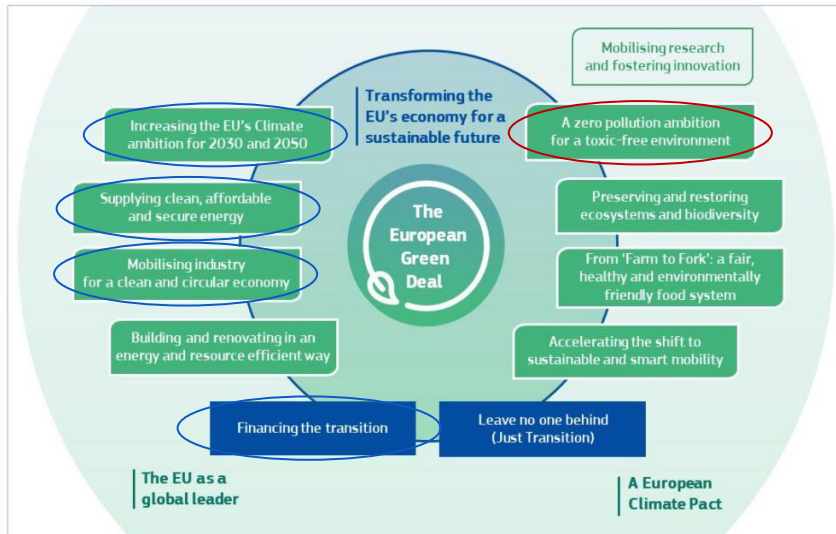 Mobilising research
and fostering innovation
Transforming the
EU's economy for a
sustainable future
Increasing the EU's Climate
ambition for 2030 and 2050
A zero pollution ambition
for a toxic-free environment
Supplying clean, affordable
and secure energy
Preserving and restoring
ecosystems and biodiversity
The
European
Green
Deal
Mobilising industry
for a clean and circular economy
From 'Farm to Fork': a fair,
healthy and environmentally
friendly food system
Building and renovating in an
energy and resource efficient way
Accelerating the shift to
sustainable and smart mobility
Financing the transition
Leave no one behind
(Just Transition)
The EU as a
global leader
A European
Climate Pact